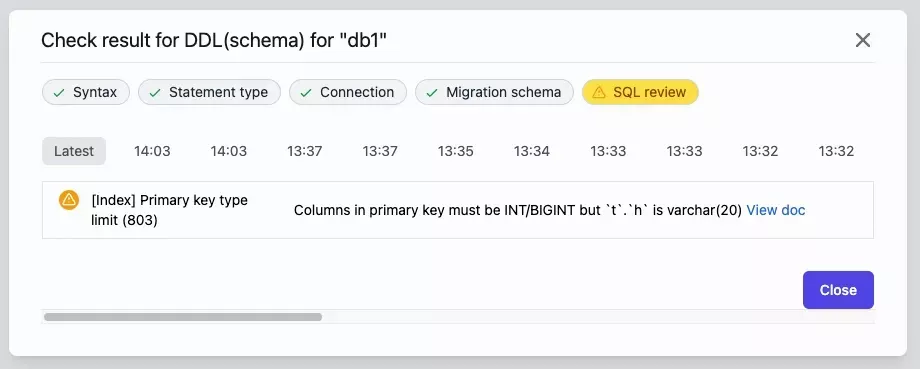 Check result for DDL(schema) for "db1"
Syntax Statement type Connection Migration schema SQL review
Latest 14:03 14:03 13:37 13:37 13:35 13:34 13:33 13:33 13:32 13:32
[Index] Primary key type
limit (803)
Columns in primary key must be INT/BIGINT but `t`.`h` is varchar(20) View doc
Close